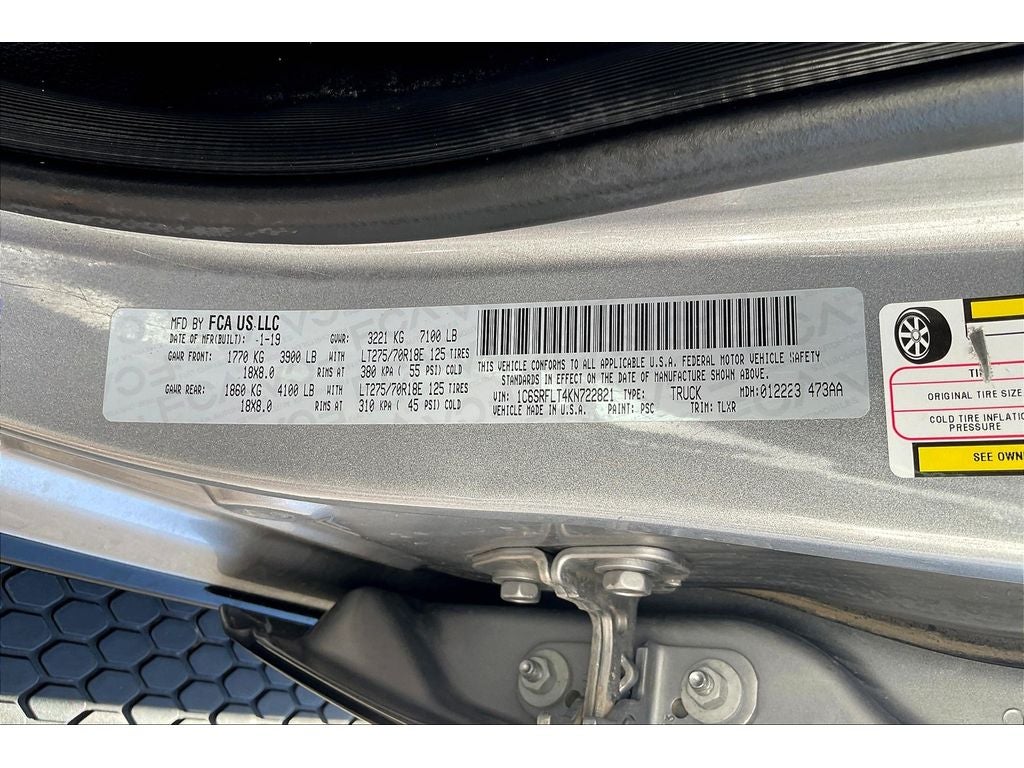 MFD BY FCA US LLC
DATE OF MFR(BUILT): -1-19 GVWR: 3221 KG 7100 LB
GAWR FRONT: 1770 KG 3900 LB WITH LT275/70R18E 125 TIRES
18X8.0 RIMS AT 380 KPA ( 55 PSI) COLD
GAWR REAR: 1860 KG 4100 LB WITH LT275/70R18E 125 TIRES
18X8.0 RIMS AT 310 KPA ( 45 PSI) COLD
THIS VEHICLE CONFORMS TO ALL APPLICABLE U.S.A. FEDERAL MOTOR VEHICLE SAFETY
STANDARDS IN EFFECT ON THE DATE OF MANUFACTURE SHOWN ABOVE.
VIN: 1C6SRFLT4KN722821 TYPE: TRUCK MDH:012223 473AA
VEHICLE MADE IN U.S.A. PAINT: PSC TRIM: TLXR
ORIGINAL TIRE SIZE
COLD TIRE INFLATIO
PRESSURE
SEE OWN